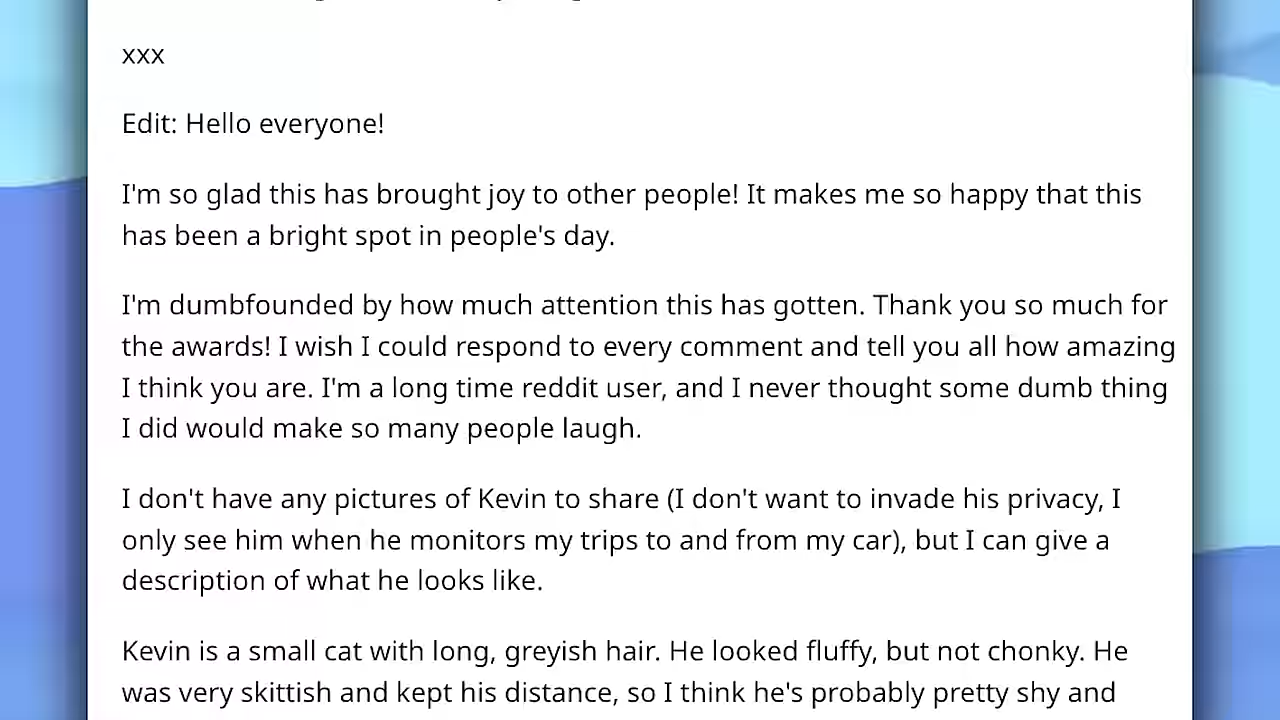 xxx
Edit: Hello everyone!
I'm so glad this has brought joy to other people! It makes me so happy that this
has been a bright spot in people's day.
I'm dumbfounded by how much attention this has gotten. Thank you so much for
the awards! I wish I could respond to every comment and tell you all how amazing
I think you are. I'm a long time reddit user, and I never thought some dumb thing
I did would make so many people laugh.
I don't have any pictures of Kevin to share (I don't want to invade his privacy, I
only see him when he monitors my trips to and from my car), but I can give a
description of what he looks like.
Kevin is a small cat with long, greyish hair. He looked fluffy, but not chonky. He
was very skittish and kept his distance, so I think he's probably pretty shy and